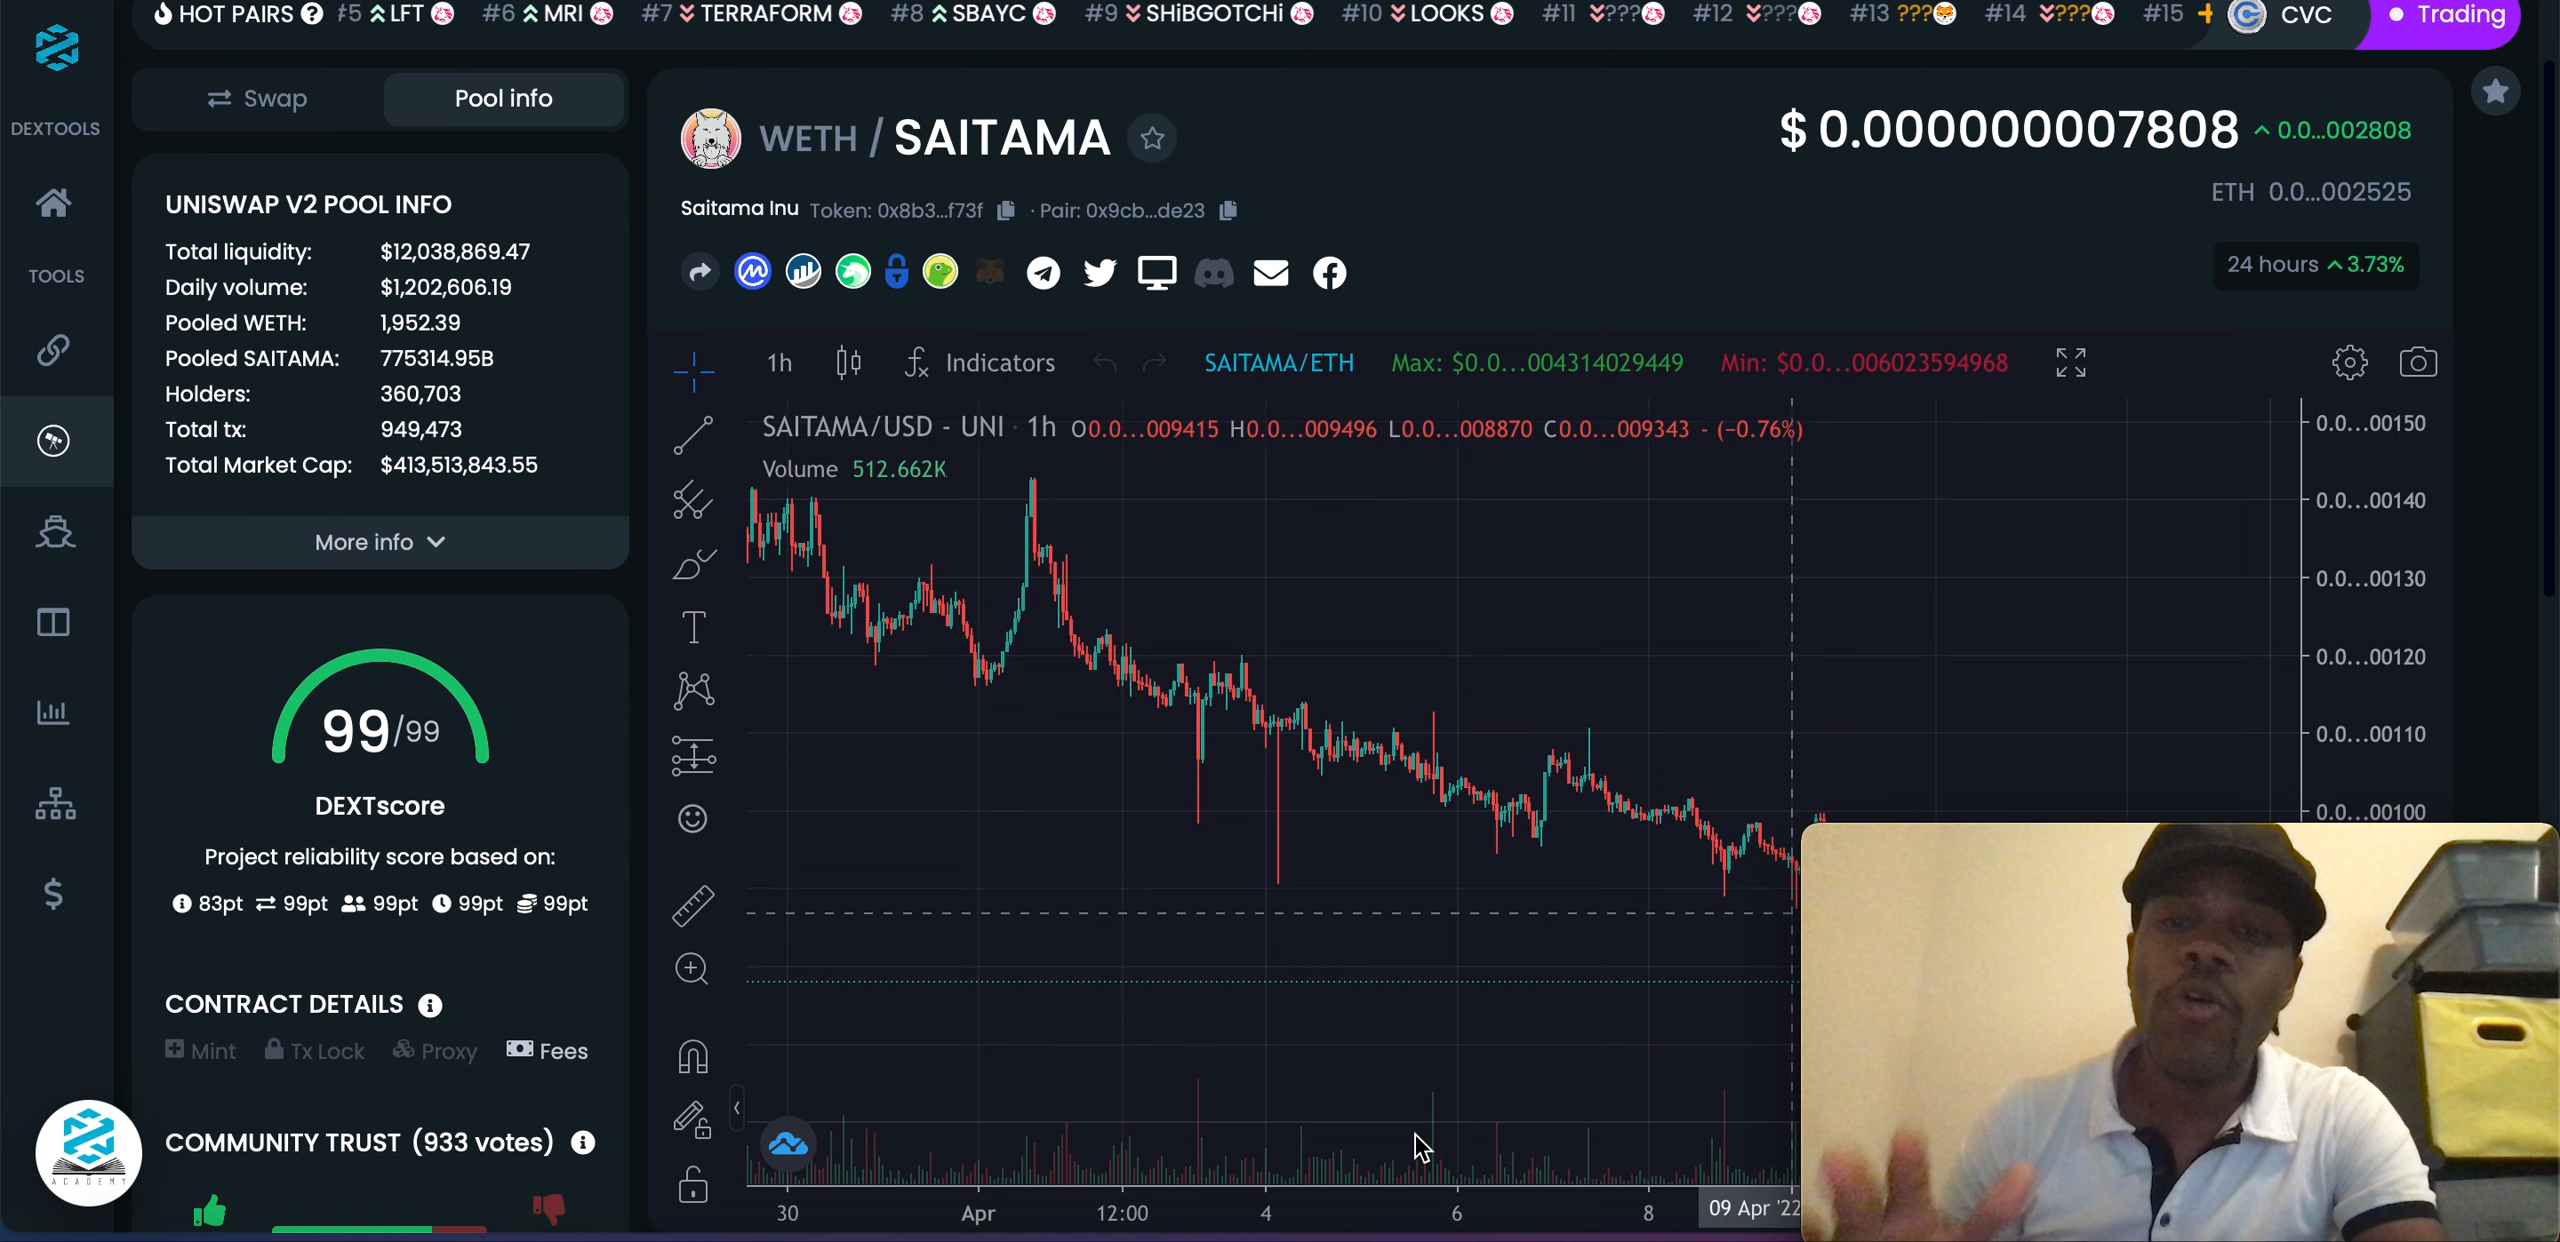 HOT PAIRS #5 LFT #6 MRI #7 TERRAFORM #8 SBAYC #9 SHiBGOTCHi #10 LOOKS #11 ??? #12 ??? #13 ??? #14 ??? #15 CVC Trading
DEXTOOLS
TOOLS
Swap Pool info
UNISWAP V2 POOL INFO
Total liquidity: $12,038,869.47
Daily volume: $1,202,606.19
Pooled WETH: 1,952.39
Pooled SAITAMA: 775314.95B
Holders: 360,703
Total tx: 949,473
Total Market Cap: $413,513,843.55
More info
99/99
DEXTscore
Project reliability score based on:
83pt 99pt 99pt 99pt 99pt
CONTRACT DETAILS
Mint Tx Lock Proxy Fees
COMMUNITY TRUST (933 votes)
ACADEMY
WETH / SAITAMA
$ 0.000000007808 0.0...002808
Saitama Inu Token: 0x8b3...f73f · Pair: 0x9cb...de23
ETH 0.0...002525
24 hours 3.73%
1h Indicators SAITAMA/ETH Max: $0.0...004314029449 Min: $0.0...006023594968
SAITAMA/USD - UNI · 1h O0.0...009415 H0.0...009496 L0.0...008870 C0.0...009343 - (−0.76%)
Volume 512.662K
0.0...00150
0.0...00140
0.0...00130
0.0...00120
0.0...00110
0.0...00100
30 Apr 12:00 4 6 8 09 Apr '22